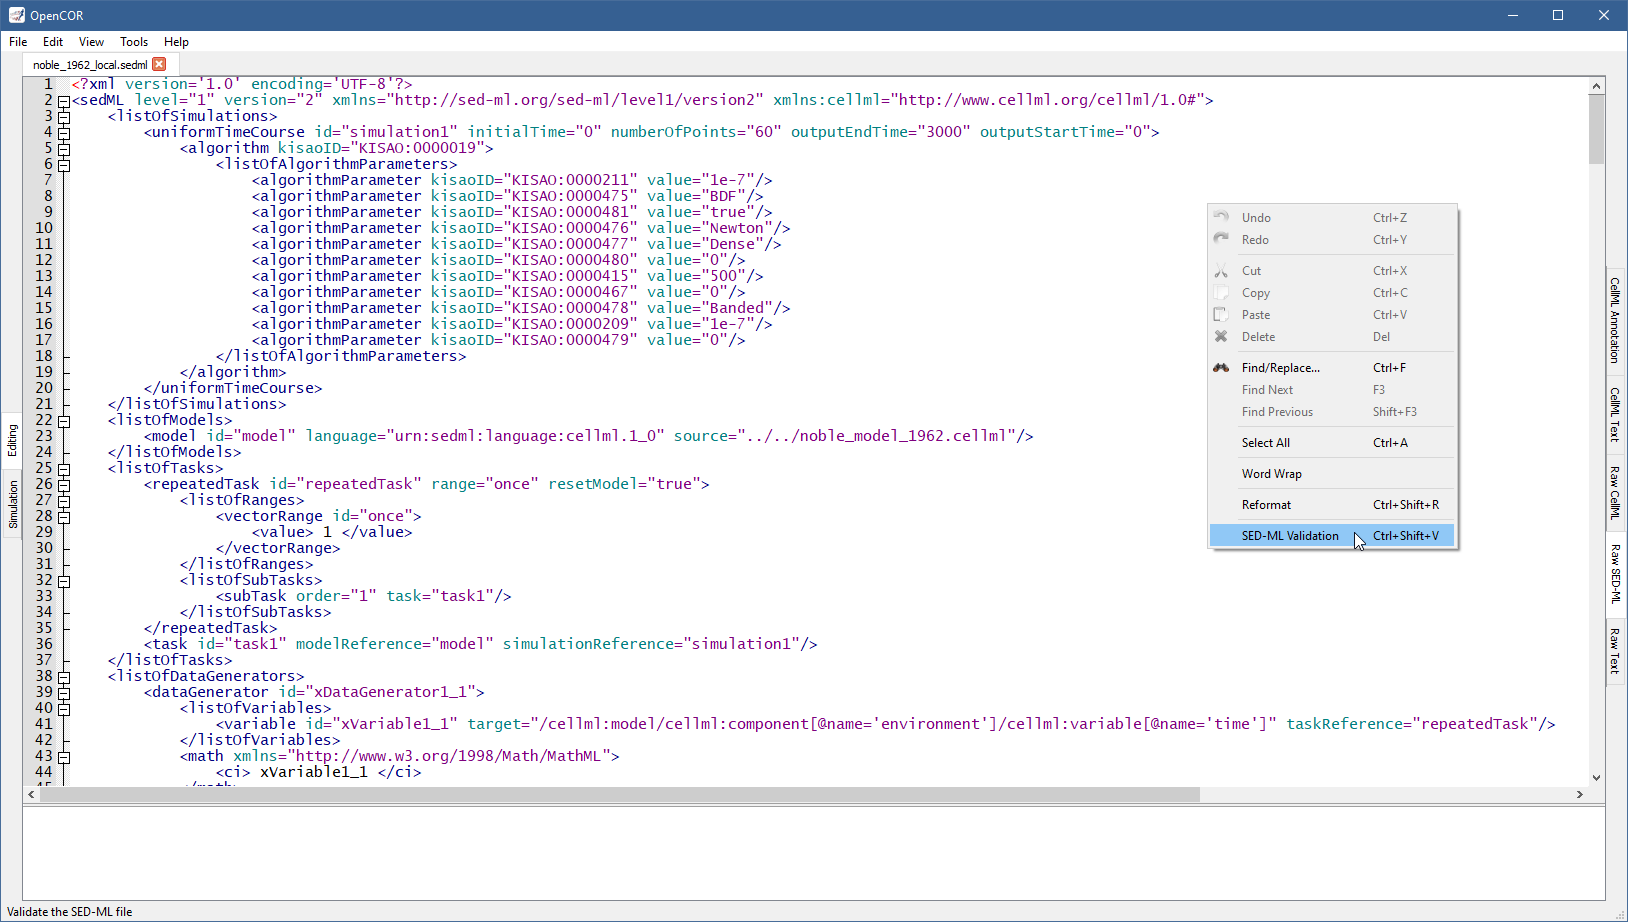 OpenCOR
File Edit View Tools Help
noble_1962_local.sedml
1 <?xml version='1.0' encoding='UTF-8'?>
2 <sedML level="1" version="2" xmlns="http://sed-ml.org/sed-ml/level1/version2" xmlns:cellml="http://www.cellml.org/cellml/1.0#">
3 <listOfSimulations>
4 <uniformTimeCourse id="simulation1" initialTime="0" numberOfPoints="60" outputEndTime="3000" outputStartTime="0">
5 <algorithm kisaoID="KISAO:0000019">
6 <listOfAlgorithmParameters>
7 <algorithmParameter kisaoID="KISAO:0000211" value="1e-7"/>
8 <algorithmParameter kisaoID="KISAO:0000475" value="BDF"/>
9 <algorithmParameter kisaoID="KISAO:0000481" value="true"/>
10 <algorithmParameter kisaoID="KISAO:0000476" value="Newton"/>
11 <algorithmParameter kisaoID="KISAO:0000477" value="Dense"/>
12 <algorithmParameter kisaoID="KISAO:0000480" value="0"/>
13 <algorithmParameter kisaoID="KISAO:0000415" value="500"/>
14 <algorithmParameter kisaoID="KISAO:0000467" value="0"/>
15 <algorithmParameter kisaoID="KISAO:0000478" value="Banded"/>
16 <algorithmParameter kisaoID="KISAO:0000209" value="1e-7"/>
17 <algorithmParameter kisaoID="KISAO:0000479" value="0"/>
18 </listOfAlgorithmParameters>
19 </algorithm>
20 </uniformTimeCourse>
21 </listOfSimulations>
22 <listOfModels>
23 <model id="model" language="urn:sedml:language:cellml.1_0" source="../../noble_model_1962.cellml"/>
24 </listOfModels>
25 <listOfTasks>
26 <repeatedTask id="repeatedTask" range="once" resetModel="true">
27 <listOfRanges>
28 <vectorRange id="once">
29 <value> 1 </value>
30 </vectorRange>
31 </listOfRanges>
32 <listOfSubTasks>
33 <subTask order="1" task="task1"/>
34 </listOfSubTasks>
35 </repeatedTask>
36 <task id="task1" modelReference="model" simulationReference="simulation1"/>
37 </listOfTasks>
38 <listOfDataGenerators>
39 <dataGenerator id="xDataGenerator1_1">
40 <listOfVariables>
41 <variable id="xVariable1_1" target="/cellml:model/cellml:component[@name='environment']/cellml:variable[@name='time']" taskReference="repeatedTask"/>
42 </listOfVariables>
43 <math xmlns="http://www.w3.org/1998/Math/MathML">
44 <ci> xVariable1_1 </ci>
45 </math>
Undo Ctrl+Z
Redo Ctrl+Y
Cut Ctrl+X
Copy Ctrl+C
Paste Ctrl+V
Delete Del
Find/Replace... Ctrl+F
Find Next F3
Find Previous Shift+F3
Select All Ctrl+A
Word Wrap
Reformat Ctrl+Shift+R
SED-ML Validation Ctrl+Shift+V
Editing
Simulation
CellML Annotation
CellML Text
Raw CellML
Raw SED-ML
Raw Text
Validate the SED-ML file